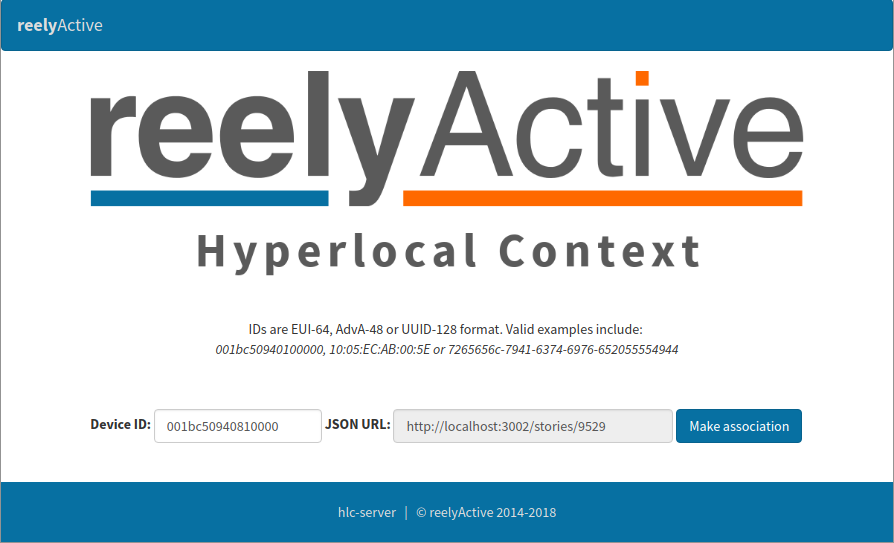 reelyActive
reelyActive
Hyperlocal Context
IDs are EUI-64, AdvA-48 or UUID-128 format. Valid examples include:
001bc50940100000, 10:05:EC:AB:00:5E or 7265656c-7941-6374-6976-652055554944
Device ID: 001bc50940810000 JSON URL: http://localhost:3002/stories/9529 Make association
hlc-server | © reelyActive 2014-2018